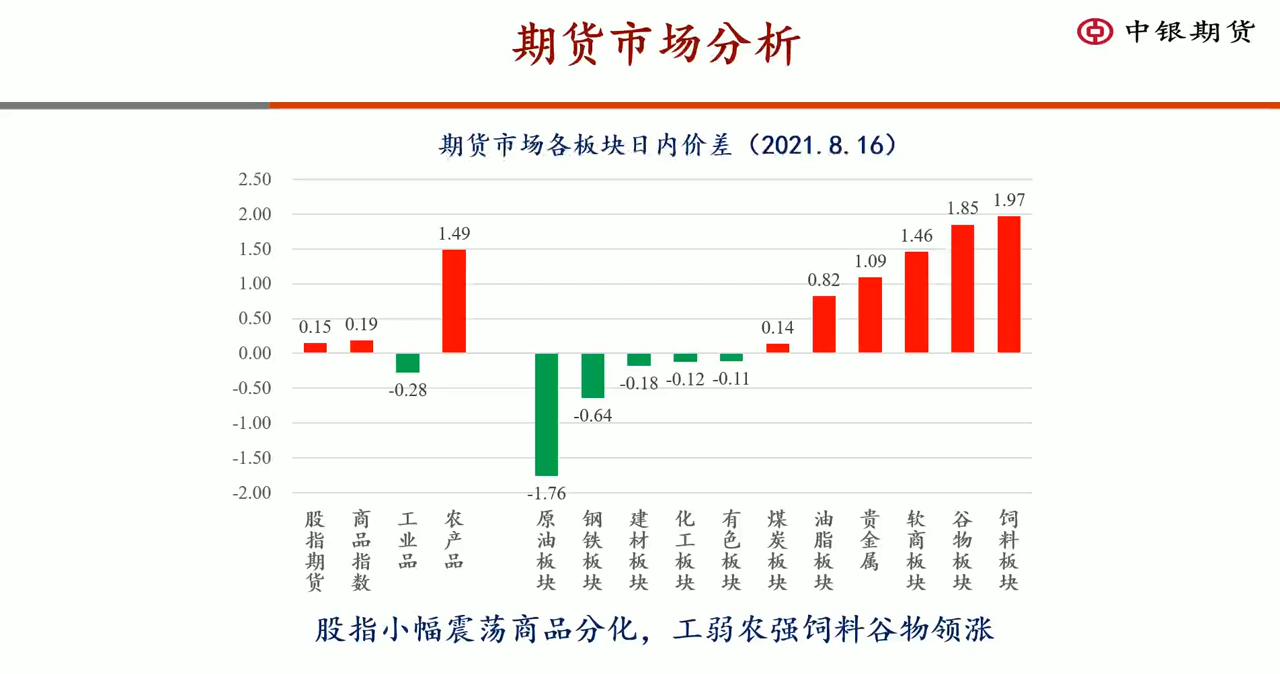 期货市场分析
中银期货
期货市场各板块日内价差（2021.8.16）
2.50
2.00
1.50
1.00
0.50
0.00
-0.50
-1.00
-1.50
-2.00
0.15
0.19
-0.28
1.49
-1.76
-0.64
-0.18
-0.12
-0.11
0.14
0.82
1.09
1.46
1.85
1.97
股指期货
商品指数
工业品
农产品
原油板块
钢铁板块
建材板块
化工板块
有色板块
煤炭板块
油脂板块
贵金属
软商板块
谷物板块
饲料板块
股指小幅震荡商品分化，工弱农强饲料谷物领涨